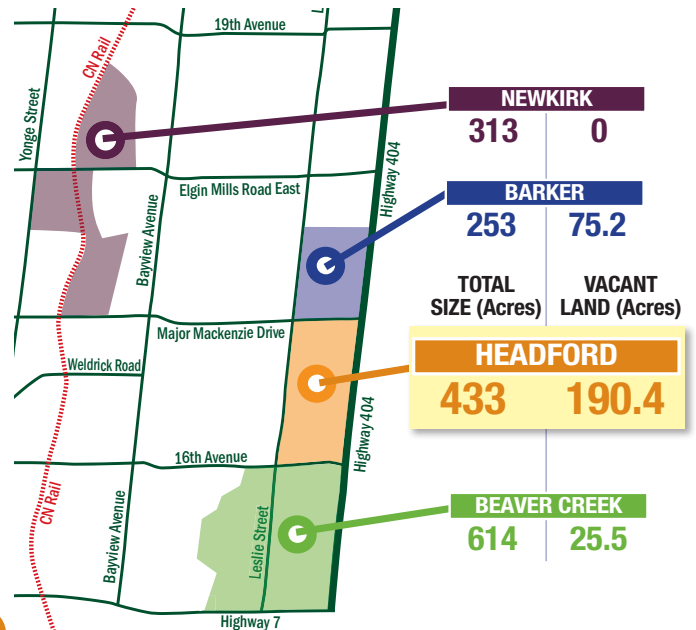 19th Avenue
L
CN Rail
Yonge Street
NEWKIRK
313 0
Highway 404
Elgin Mills Road East
BARKER
253 75.2
Bayview Avenue
TOTAL VACANT
SIZE (Acres) LAND (Acres)
Major Mackenzie Drive
HEADFORD
433 190.4
Weldrick Road
Highway 404
16th Avenue
CN Rail
Bayview Avenue
Leslie Street
BEAVER CREEK
614 25.5
Highway 7